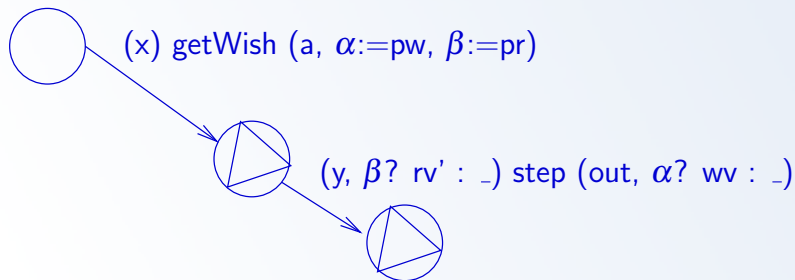 (x) getWish (a, α:=pw, β:=pr)
(y, β? rv' : _) step (out, α? wv : _)